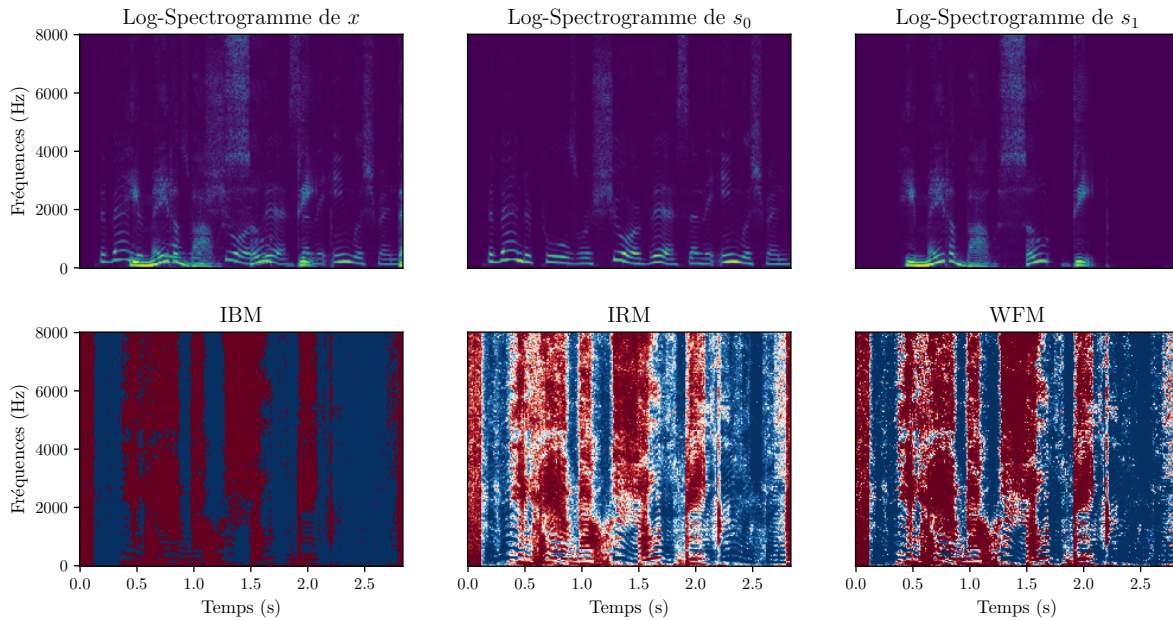 Log-Spectrogramme de x
Log-Spectrogramme de s₀
Log-Spectrogramme de s₁
8000
6000
4000
2000
0
Fréquences (Hz)
IBM
IRM
WFM
8000
6000
4000
2000
0
Fréquences (Hz)
0.0 0.5 1.0 1.5 2.0 2.5
0.0 0.5 1.0 1.5 2.0 2.5
0.0 0.5 1.0 1.5 2.0 2.5
Temps (s)
Temps (s)
Temps (s)